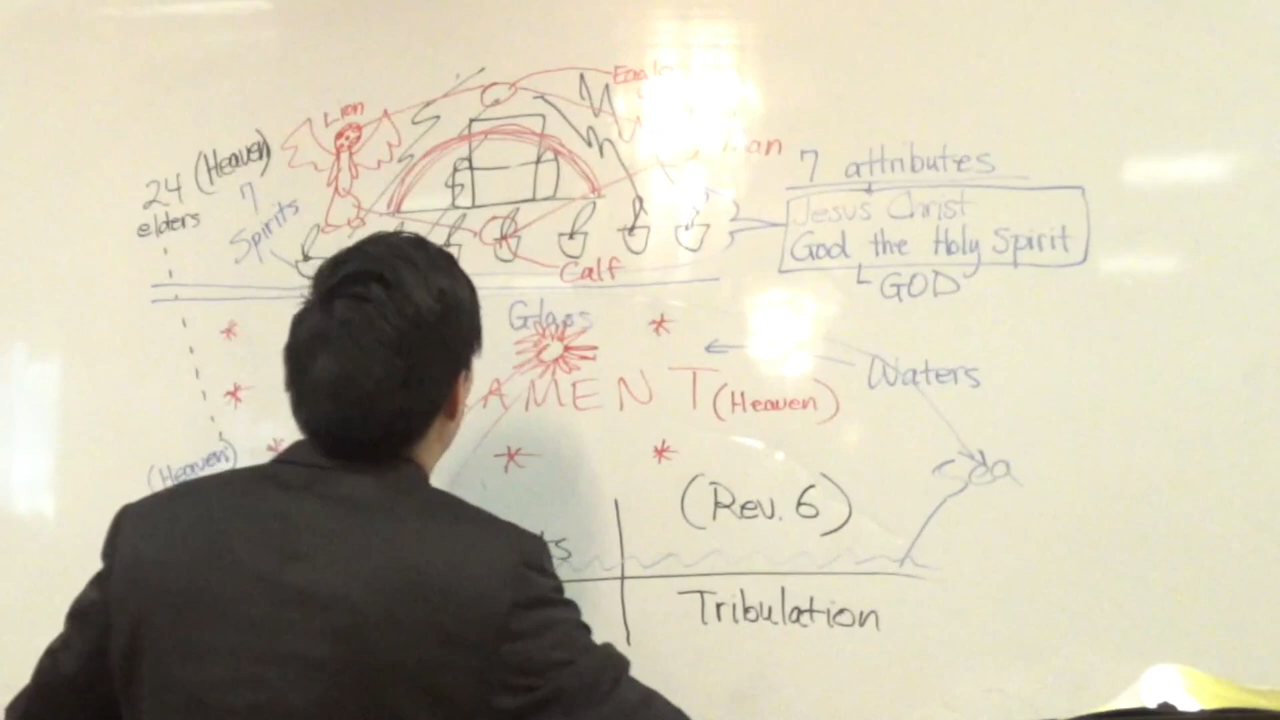 Lion
(Heaven)
24
elders
7
Spirits
Calf
7 attributes
Jesus Christ
God the Holy Spirit
GOD
Glass
AMENT (Heaven)
Waters
(Heaven)
Sea
(Rev. 6)
Tribulation